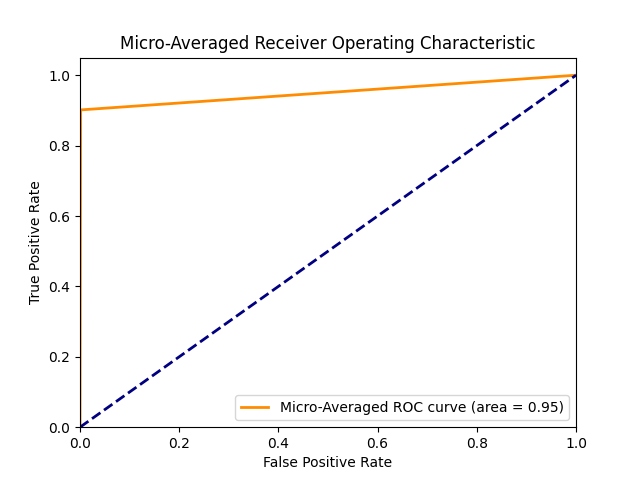 Micro-Averaged Receiver Operating Characteristic
True Positive Rate
1.0
0.8
0.6
0.4
0.2
0.0
Micro-Averaged ROC curve (area = 0.95)
0.0 0.2 0.4 0.6 0.8 1.0
False Positive Rate